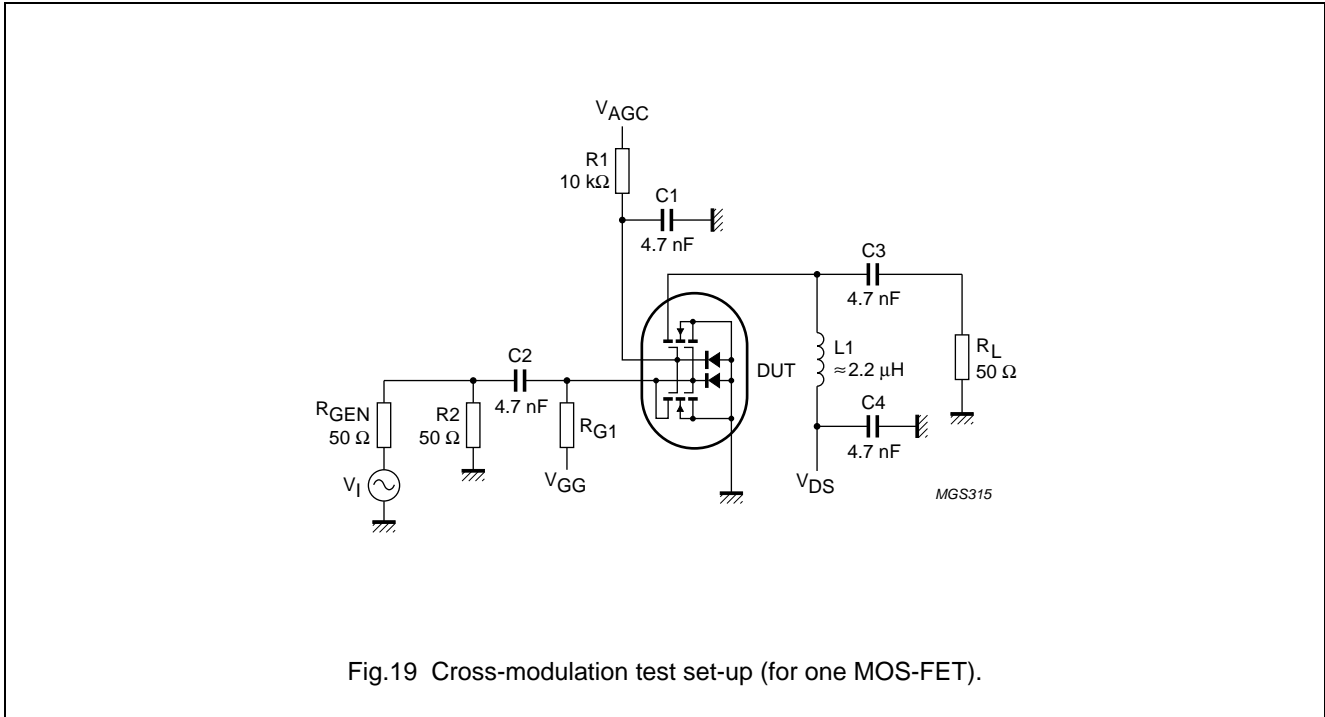 VAGC
R1
10 kΩ
C1
4.7 nF
C3
4.7 nF
C2
4.7 nF
DUT
L1
≈2.2 μH
RL
50 Ω
RGEN
50 Ω
R2
50 Ω
RG1
C4
4.7 nF
VI
VGG
VDS
MGS315
Fig.19 Cross-modulation test set-up (for one MOS-FET).